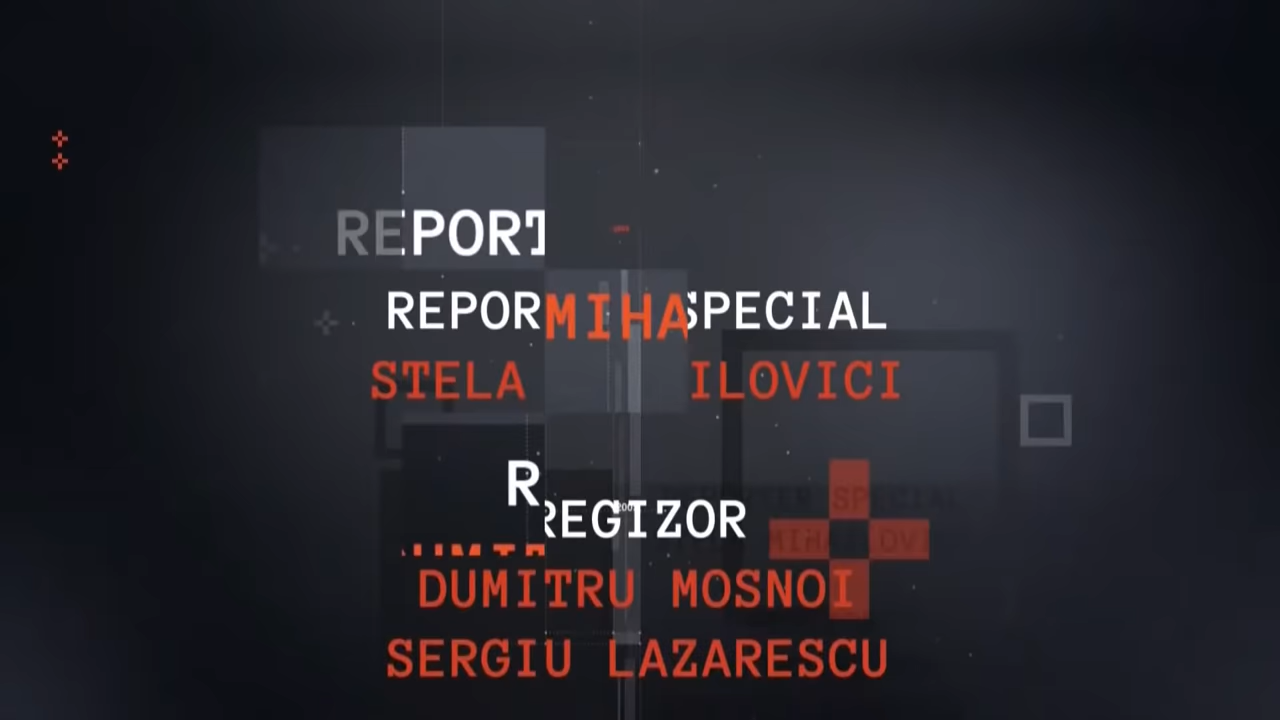 REPORT
REPOR MIHA SPECIAL
STELA ILOVICI
R
REGIZOR
DUMITRU MOSNOI
SERGIU LAZARESCU